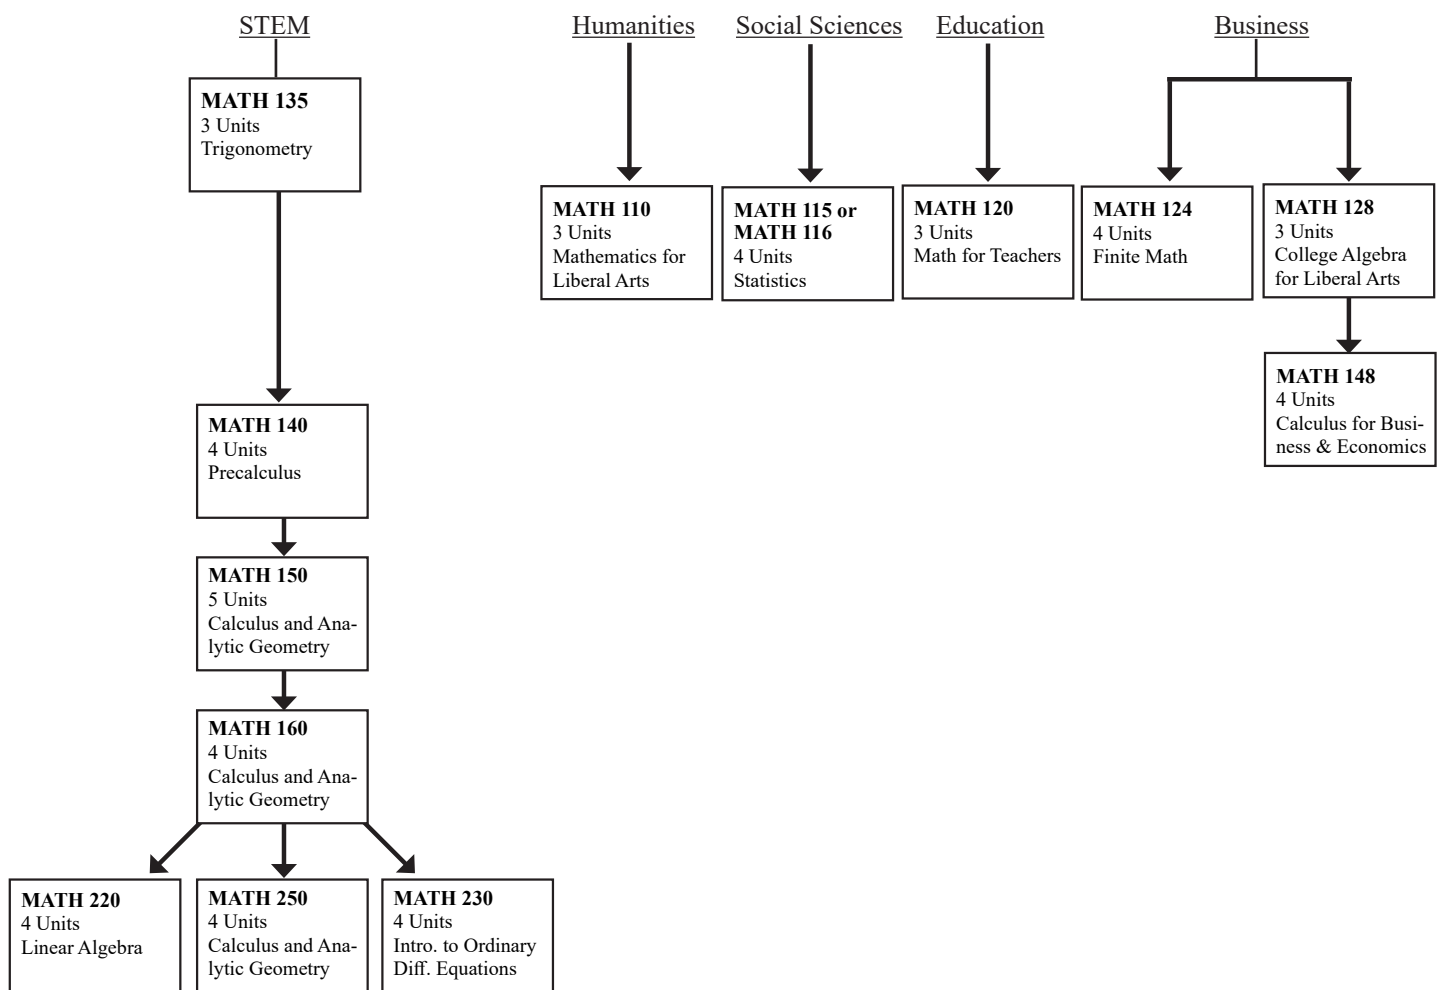 STEM
Humanities
Social Sciences
Education
Business
MATH 135
3 Units
Trigonometry
MATH 110
3 Units
Mathematics for
Liberal Arts
MATH 115 or
MATH 116
4 Units
Statistics
MATH 120
3 Units
Math for Teachers
MATH 124
4 Units
Finite Math
MATH 128
3 Units
College Algebra
for Liberal Arts
MATH 148
4 Units
Calculus for Busi-
ness & Economics
MATH 140
4 Units
Precalculus
MATH 150
5 Units
Calculus and Ana-
lytic Geometry
MATH 160
4 Units
Calculus and Ana-
lytic Geometry
MATH 220
4 Units
Linear Algebra
MATH 250
4 Units
Calculus and Ana-
lytic Geometry
MATH 230
4 Units
Intro. to Ordinary
Diff. Equations